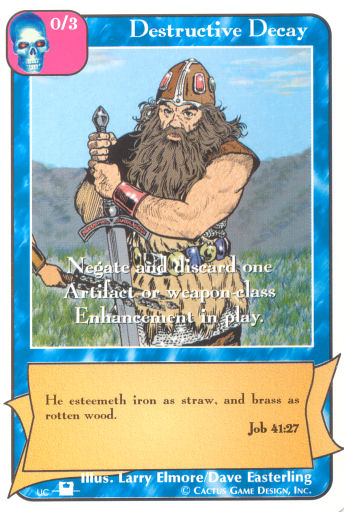 0/3
Destructive Decay
Negate and discard one
Artifact or weapon-class
Enhancement in play.
He esteemeth iron as straw, and brass as
rotten wood.
Job 41:27
Illus. Larry Elmore/Dave Easterling
UC
© Cactus Game Design, Inc.